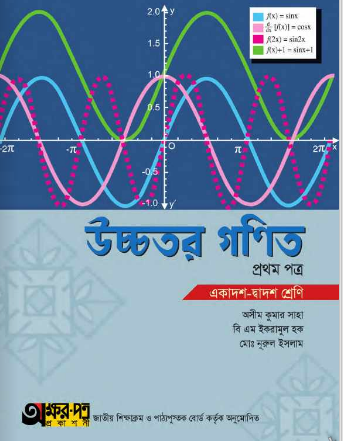 2.0
y
f(x) = sinx
d/dx [f(x)] = cosx
f(2x) = sin2x
f(x)+1 = sinx+1
1.5
1.0
0.5
-2π
-π
O
π
2π
x
-0.5
-1.0
y'
উচ্চতর গণিত
প্রথম পত্র
একাদশ-দ্বাদশ শ্রেণি
অসীম কুমার সাহা
বি এম ইকরামুল হক
মোঃ নূরুল ইসলাম
অক্ষরপত্র
প্রকাশনী
জাতীয় শিক্ষাক্রম ও পাঠ্যপুস্তক বোর্ড কর্তৃক অনুমোদিত